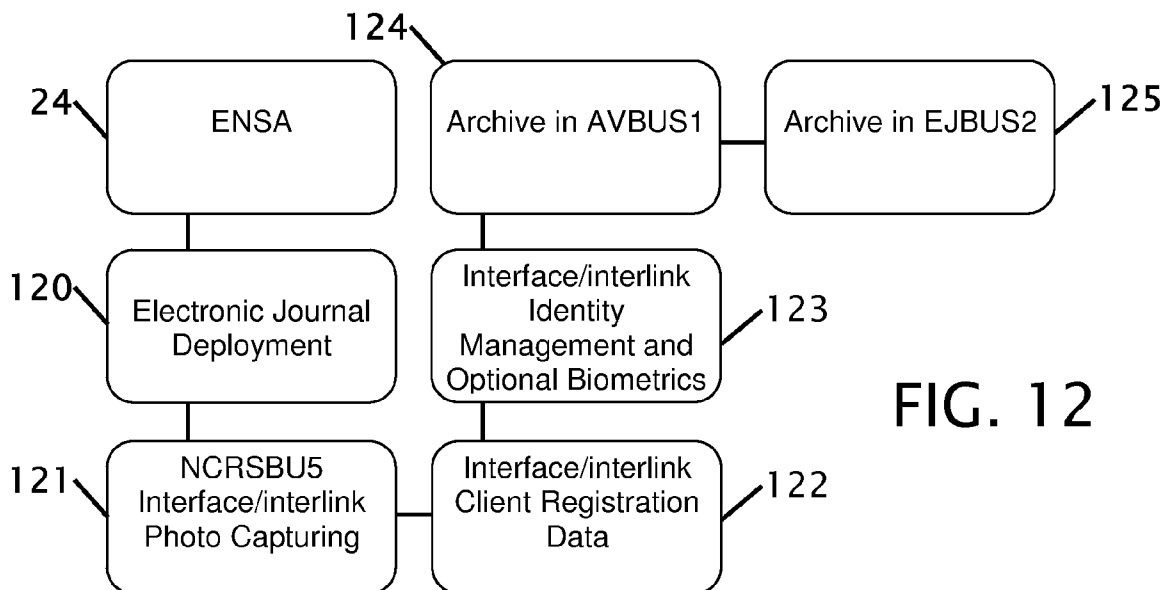 124
24
ENSA
Archive in AVBUS1
Archive in EJBUS2
125
120
Electronic Journal
Deployment
Interface/interlink
Identity
Management and
Optional Biometrics
123
FIG. 12
121
NCRSBU5
Interface/interlink
Photo Capturing
Interface/interlink
Client Registration
Data
122